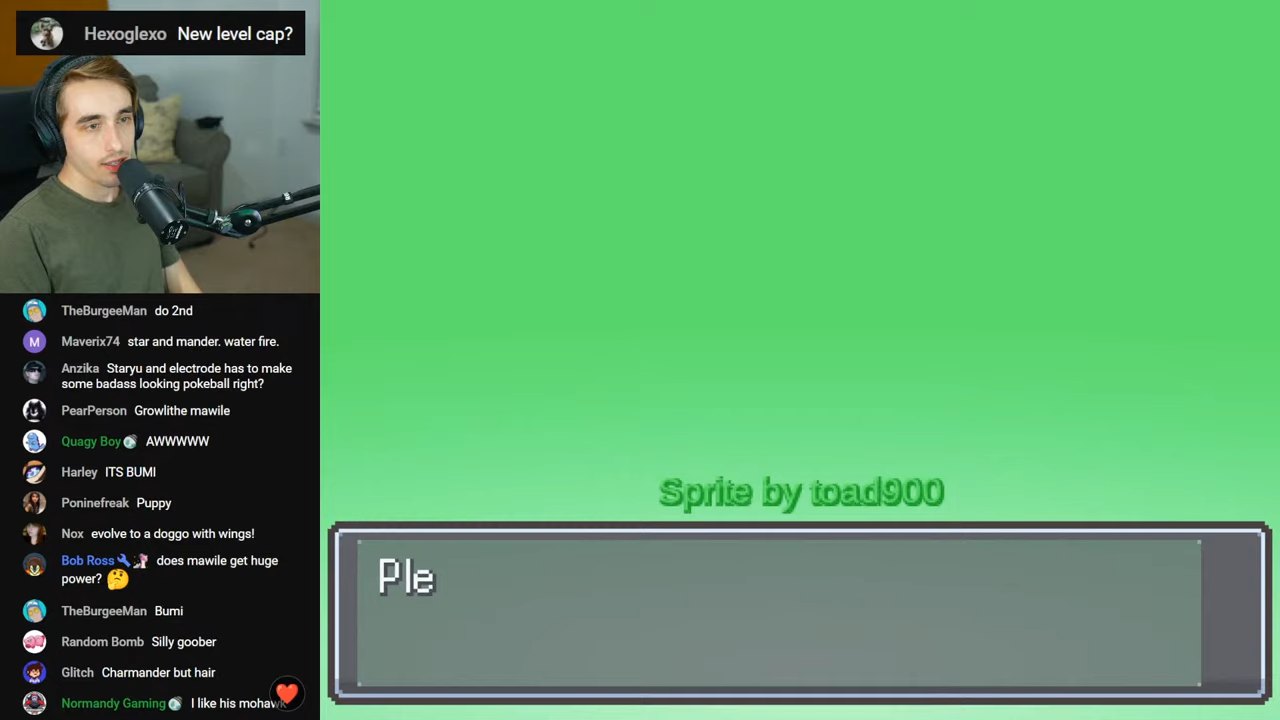 Hexoglexo New level cap?
TheBurgeeMan do 2nd
Maverix74 star and mander. water fire.
Anzika Staryu and electrode has to make
some badass looking pokeball right?
PearPerson Growlithe mawile
Quagy Boy AWWWWW
Harley ITS BUMI
Poninefreak Puppy
Nox evolve to a doggo with wings!
Bob Ross does mawile get huge
power?
TheBurgeeMan Bumi
Random Bomb Silly goober
Glitch Charmander but hair
Normandy Gaming I like his mohawk
Sprite by toad900
Ple